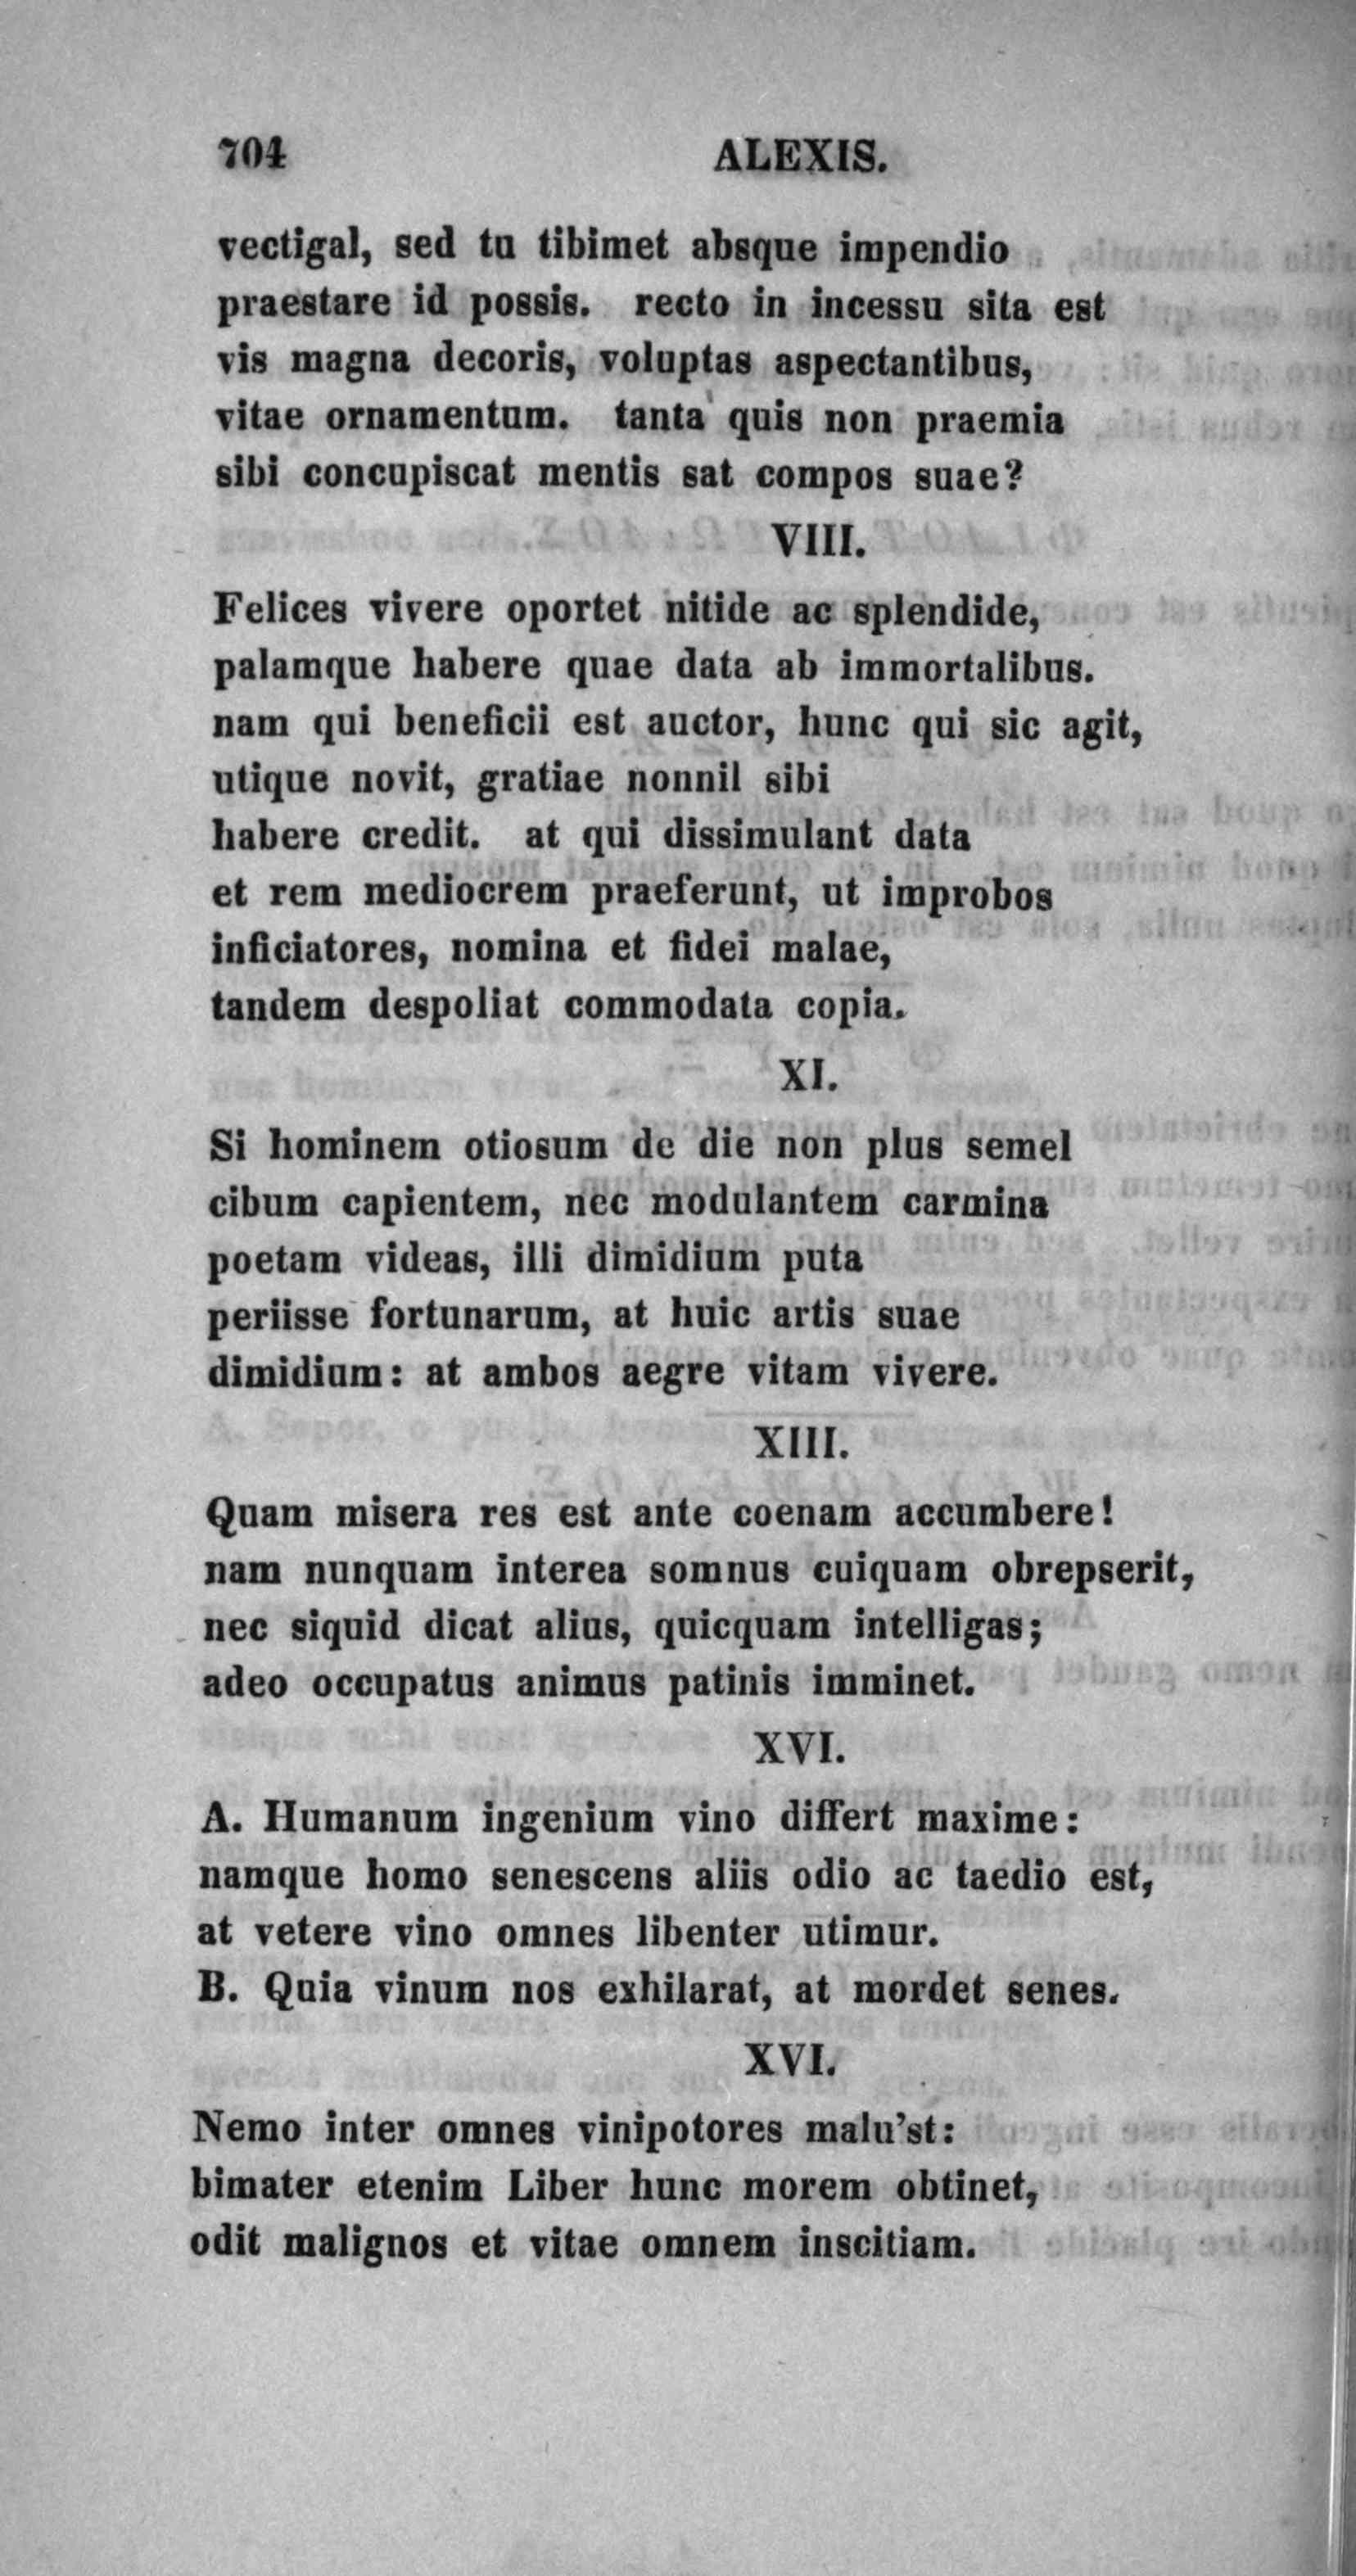 704 ALEXIS.
vectigal, sed tu tibimet absque impendio
praestare id possis. recto in incessu sita est
vis magna decoris, voluptas aspectantibus,
vitae ornamentum. tanta quis non praemia
sibi concupiscat mentis sat compos suae?
VIII.
Felices vivere oportet nitide ac splendide,
palamque habere quae data ab immortalibus.
nam qui beneficii est auctor, hunc qui sic agit,
utique novit, gratiae nonnil sibi
habere credit. at qui dissimulant data
et rem mediocrem praeferunt, ut improbos
inficiatores, nomina et fidei malae,
tandem despoliat commodata copia.
XI.
Si hominem otiosum de die non plus semel
cibum capientem, nec modulantem carmina
poetam videas, illi dimidium puta
periisse fortunarum, at huic artis suae
dimidium: at ambos aegre vitam vivere.
XIII.
Quam misera res est ante coenam accumbere!
nam nunquam interea somnus cuiquam obrepserit,
nec siquid dicat alius, quicquam intelligas;
adeo occupatus animus patinis imminet.
XVI.
A. Humanum ingenium vino differt maxime:
namque homo senescens aliis odio ac taedio est,
at vetere vino omnes libenter utimur.
B. Quia vinum nos exhilarat, at mordet senes.
XVI.
Nemo inter omnes vinipotores malu'st:
bimater etenim Liber hunc morem obtinet,
odit malignos et vitae omnem inscitiam.